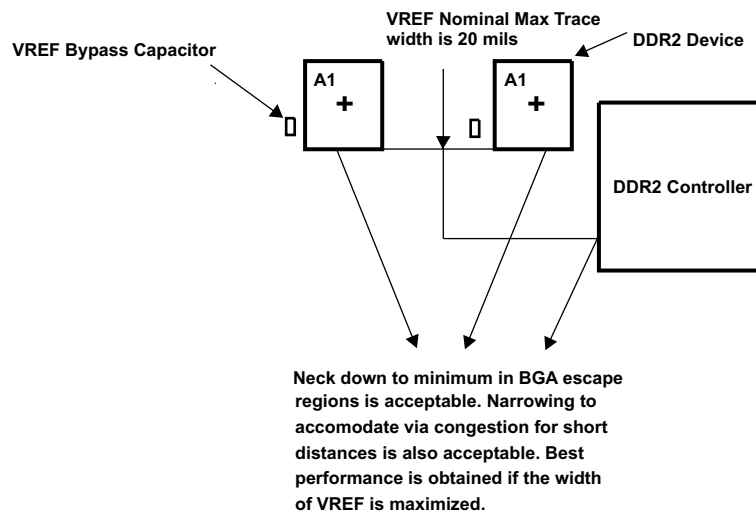 VREF Nominal Max Trace
width is 20 mils
DDR2 Device
VREF Bypass Capacitor
A1
A1
DDR2 Controller
Neck down to minimum in BGA escape
regions is acceptable. Narrowing to
accomodate via congestion for short
distances is also acceptable. Best
performance is obtained if the width
of VREF is maximized.